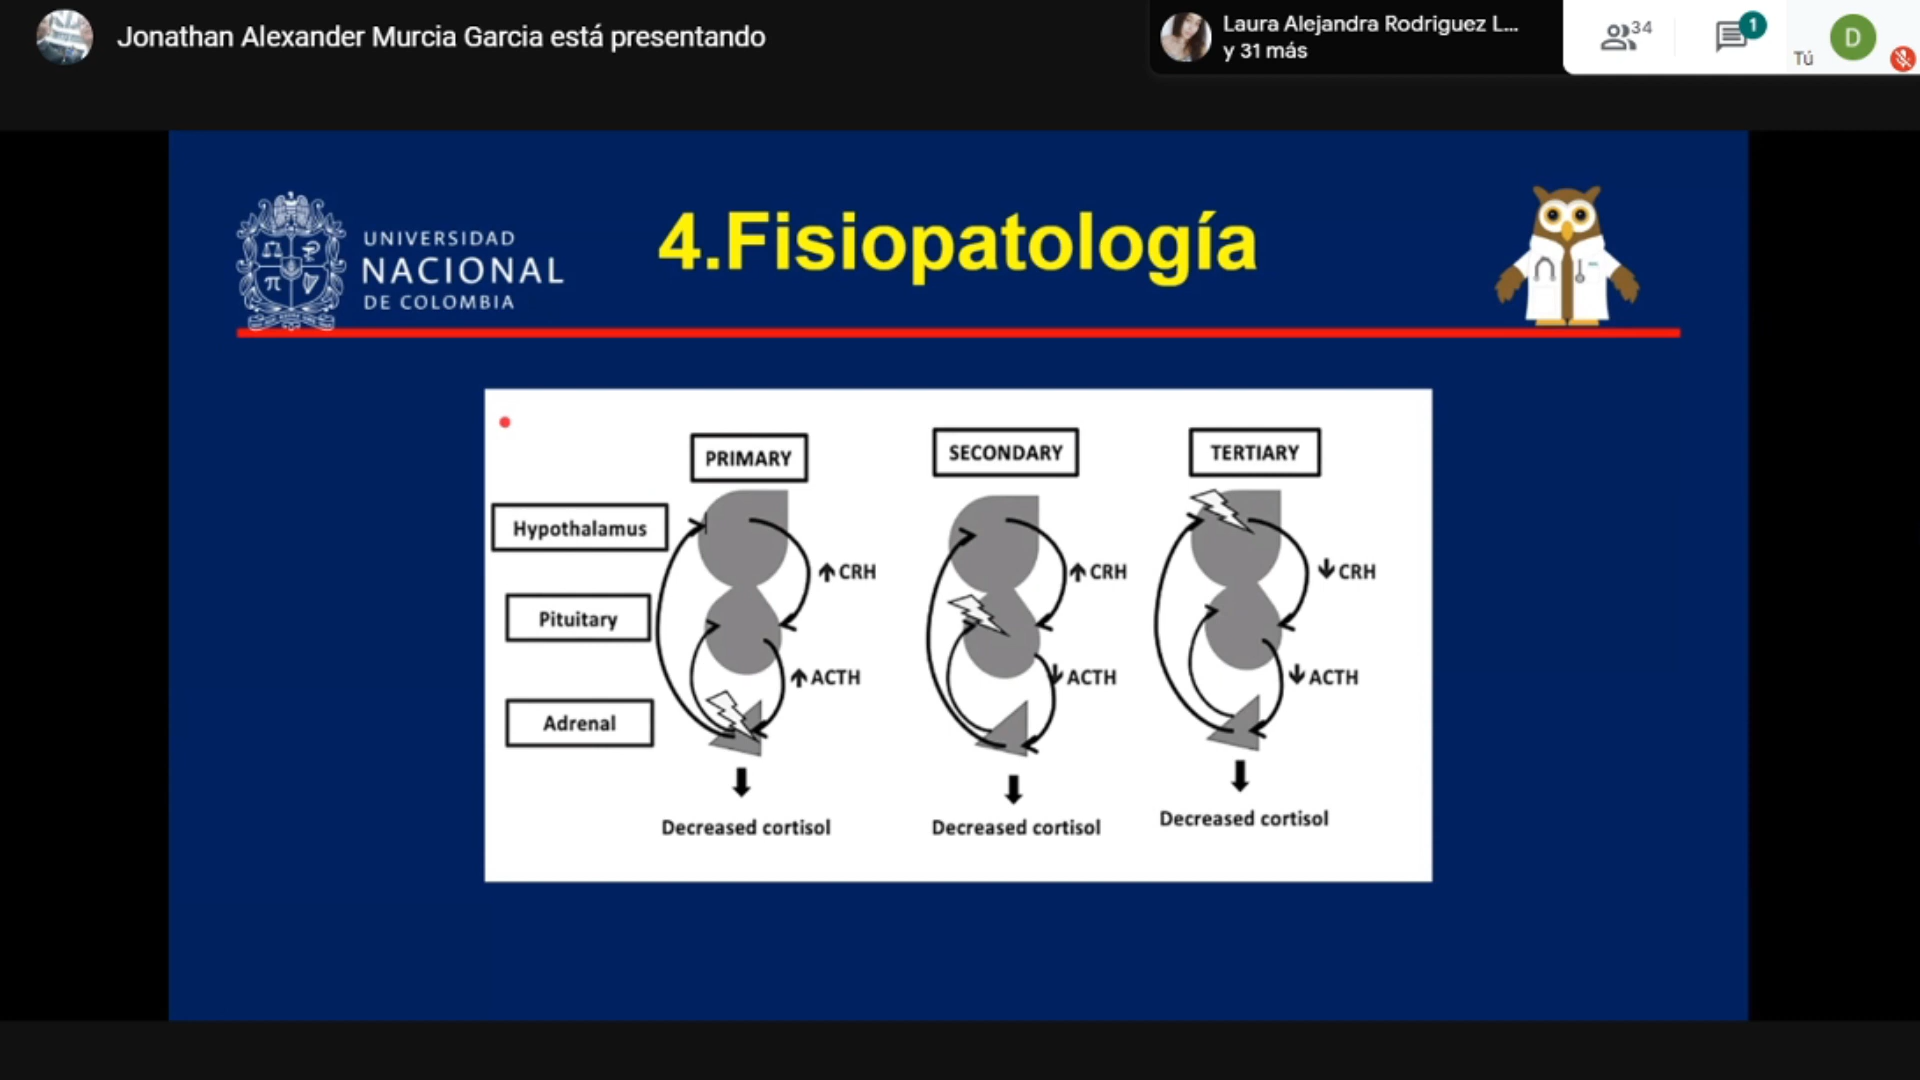 Jonathan Alexander Murcia Garcia está presentando
Laura Alejandra Rodriguez L...
y 31 más
34
1
Tú
D
UNIVERSIDAD
NACIONAL
DE COLOMBIA
π
4.Fisiopatología
PRIMARY
SECONDARY
TERTIARY
Hypothalamus
CRH
CRH
CRH
Pituitary
ACTH
ACTH
ACTH
Adrenal
Decreased cortisol
Decreased cortisol
Decreased cortisol